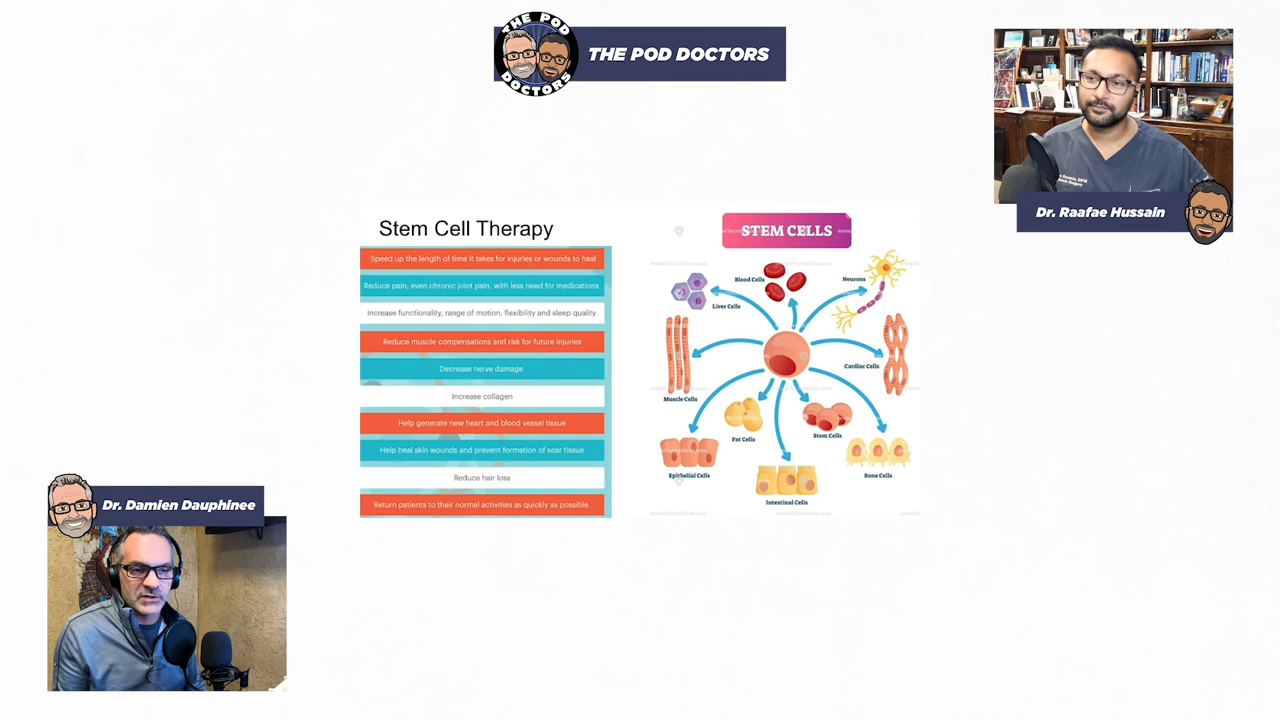 THE POD
DOCTORS
THE POD DOCTORS
Dr. Raafae Hussain
Stem Cell Therapy
Speed up the length of time it takes for injuries or wounds to heal
Reduce pain, even chronic joint pain, with less need for medications
Increase functionality, range of motion, flexibility and sleep quality
Reduce muscle compensations and risk for future injuries
Decrease nerve damage
Increase collagen
Help generate new heart and blood vessel tissue
Help heal skin wounds and prevent formation of scar tissue
Reduce hair loss
Return patients to their normal activities as quickly as possible
STEM CELLS
Blood Cells
Neurons
Liver Cells
Cardiac Cells
Muscle Cells
Fat Cells
Stem Cells
Epithelial Cells
Bone Cells
Intestinal Cells
Dr. Damien Dauphinee